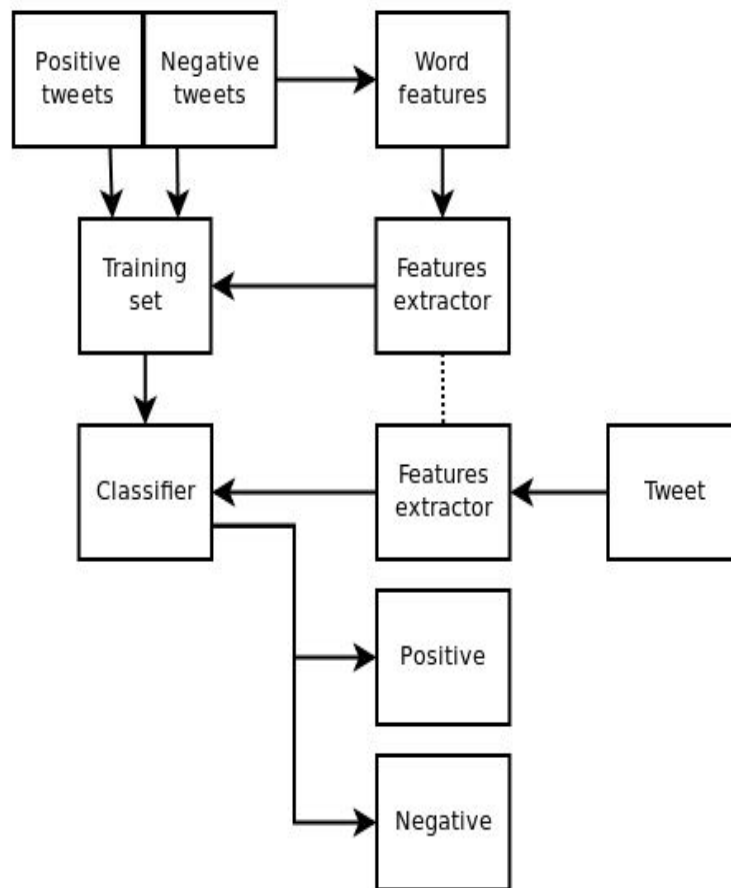 Positive
tweets
Negative
tweets
Word
features
Training
set
Features
extractor
Classifier
Features
extractor
Tweet
Positive
Negative